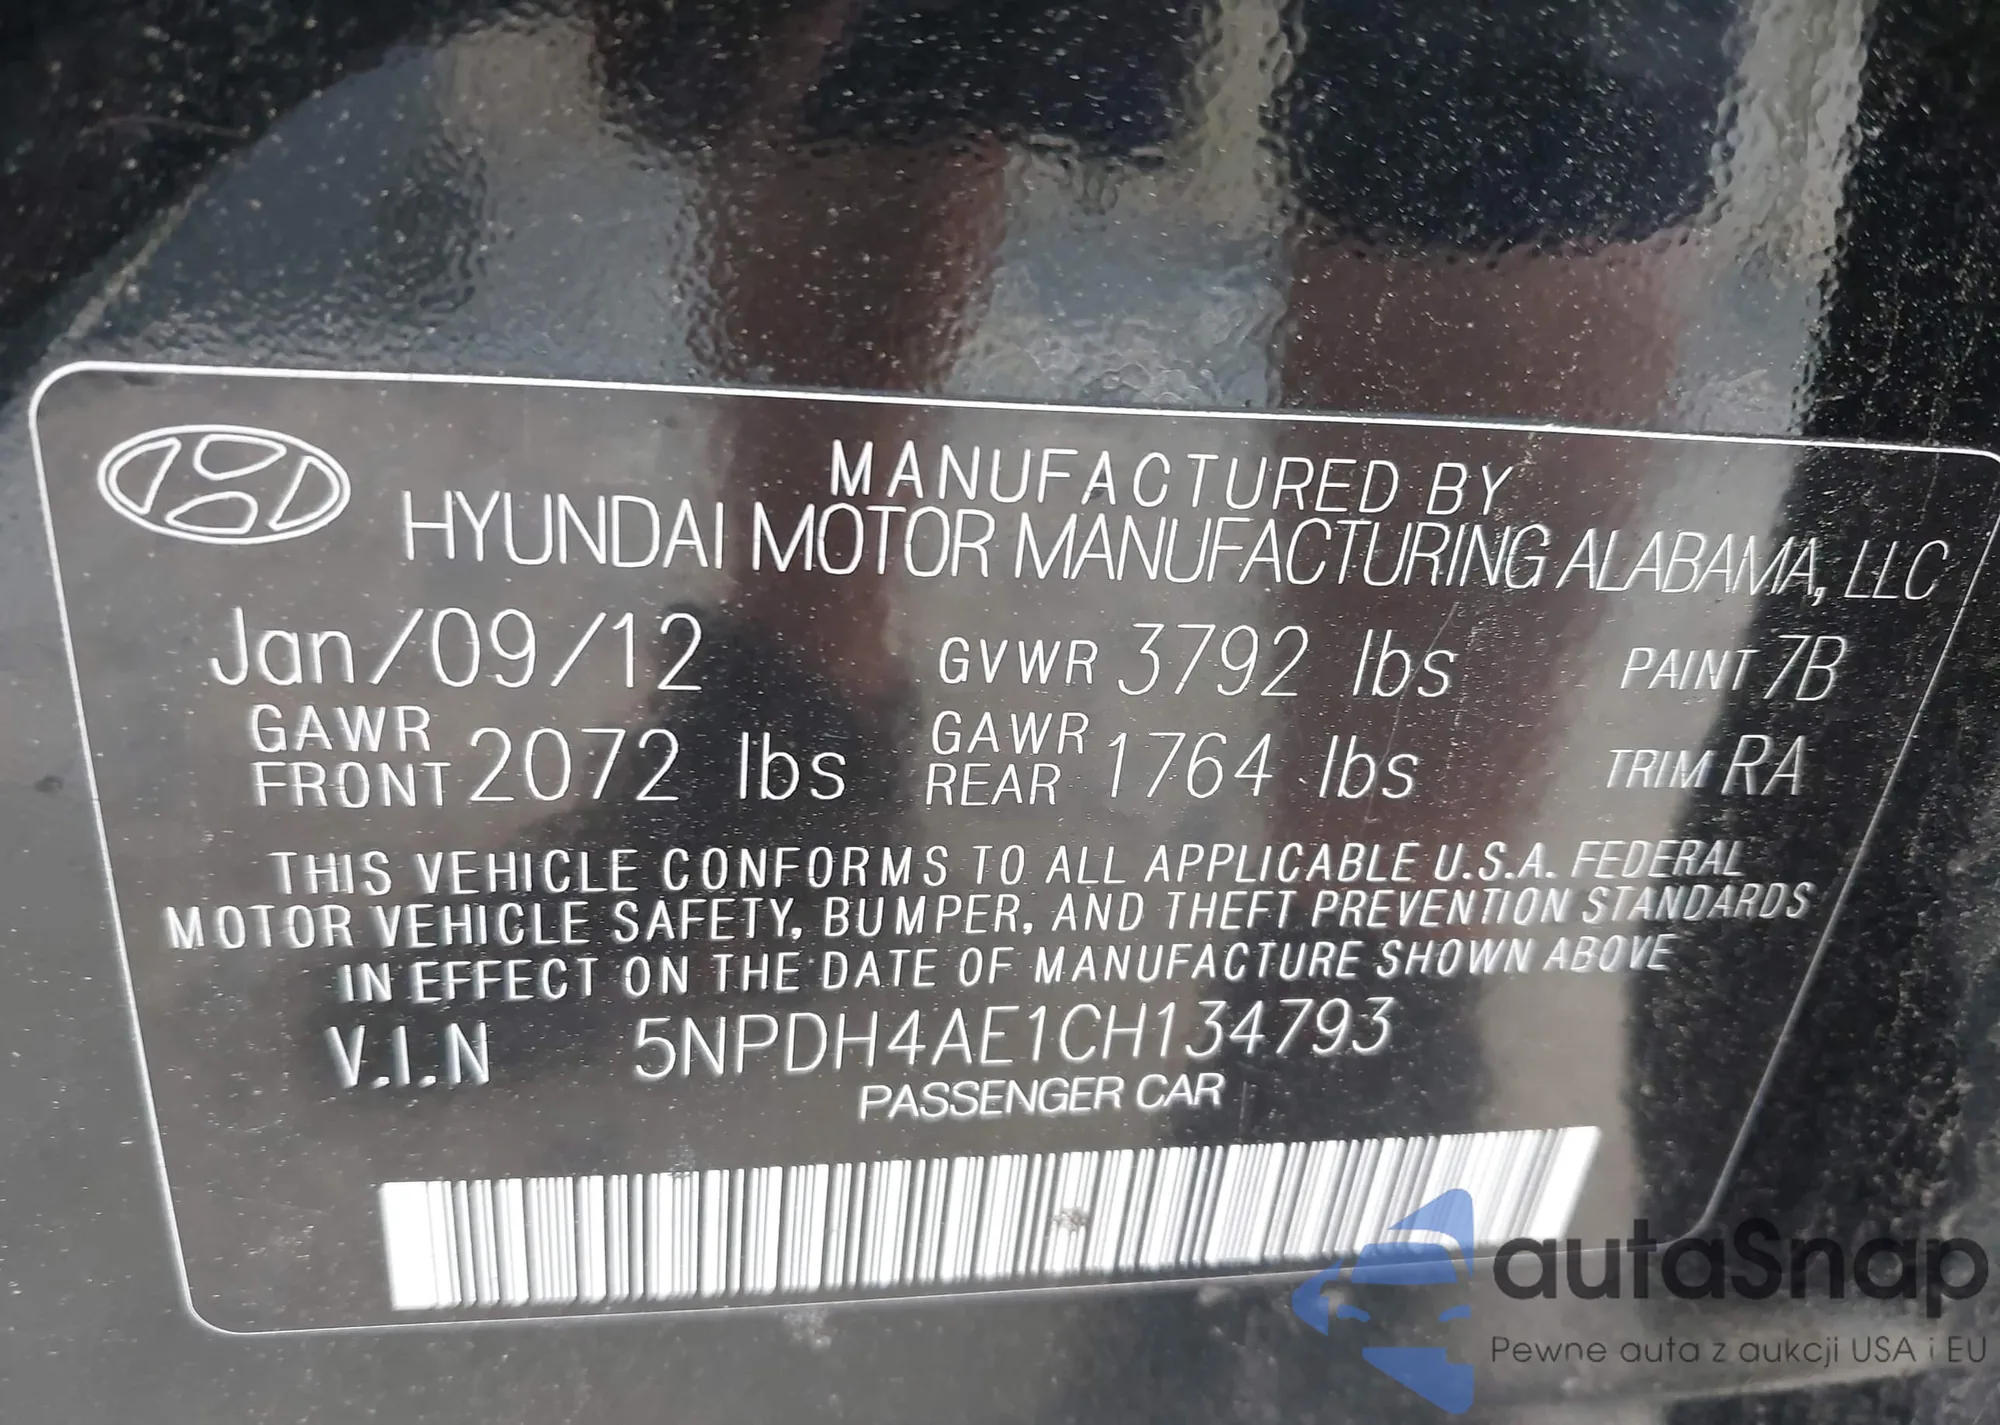 MANUFACTURED BY
HYUNDAI MOTOR MANUFACTURING ALABAMA, LLC
Jan/09/12 GVWR 3792 lbs PAINT 7B
GAWR FRONT 2072 lbs GAWR REAR 1764 lbs TRIM RA
THIS VEHICLE CONFORMS TO ALL APPLICABLE U.S.A. FEDERAL
MOTOR VEHICLE SAFETY, BUMPER, AND THEFT PREVENTION STANDARDS
IN EFFECT ON THE DATE OF MANUFACTURE SHOWN ABOVE
V.I.N 5NPDH4AE1CH134793
PASSENGER CAR
autaSnap
Pewne auta z aukcji USA i EU